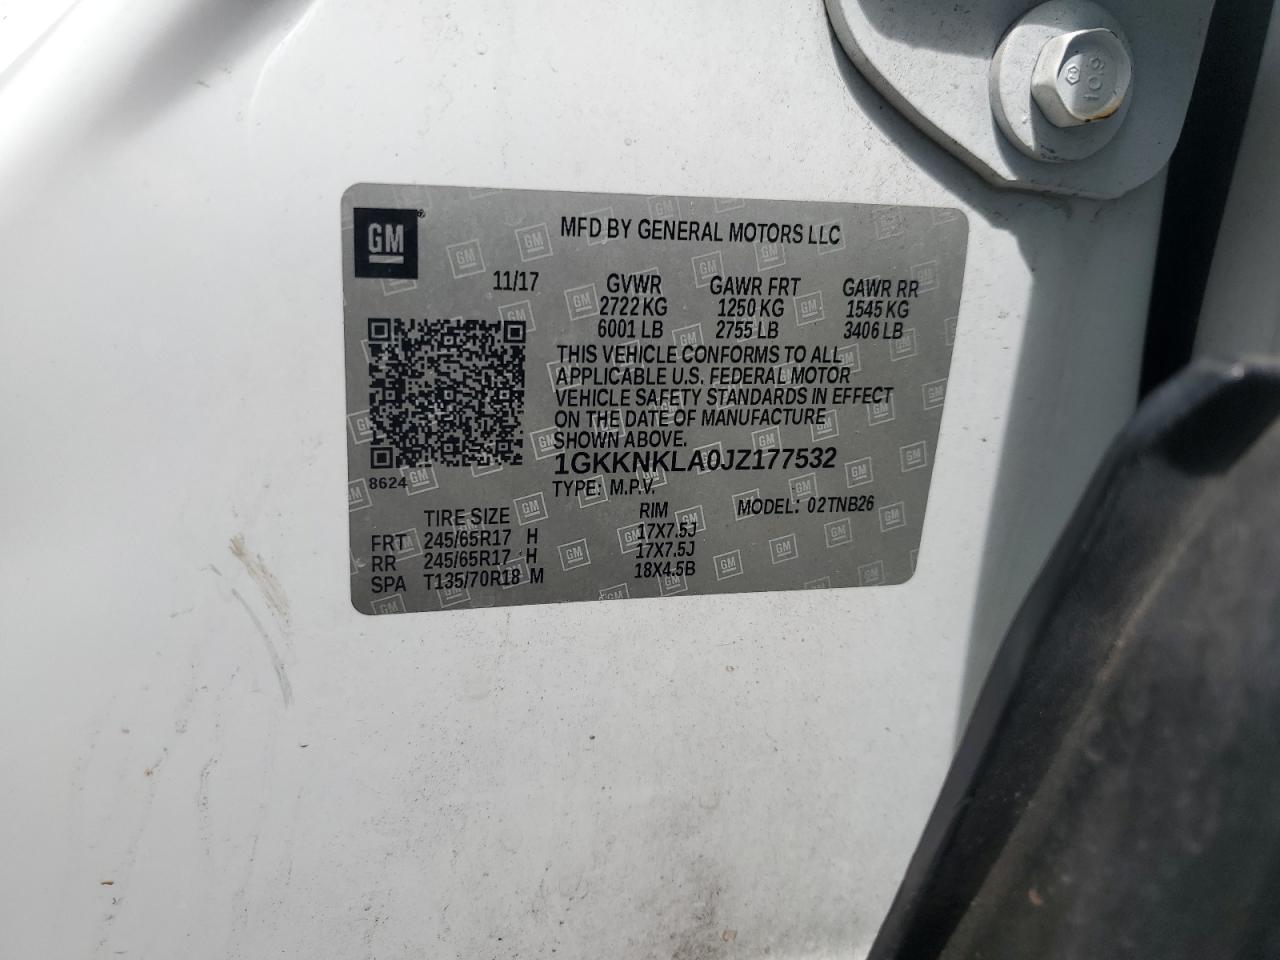 10.9
GM
MFD BY GENERAL MOTORS LLC
11/17 GVWR GAWR FRT GAWR RR
2722 KG 1250 KG 1545 KG
6001 LB 2755 LB 3406 LB
THIS VEHICLE CONFORMS TO ALL
APPLICABLE U.S. FEDERAL MOTOR
VEHICLE SAFETY STANDARDS IN EFFECT
ON THE DATE OF MANUFACTURE
SHOWN ABOVE.
1GKKNKLA0JZ177532
8624
TYPE: M.P.V. MODEL: 02TNB26
TIRE SIZE RIM
FRT 245/65R17 H 17X7.5J
RR 245/65R17 H 17X7.5J
SPA T135/70R18 M 18X4.5B